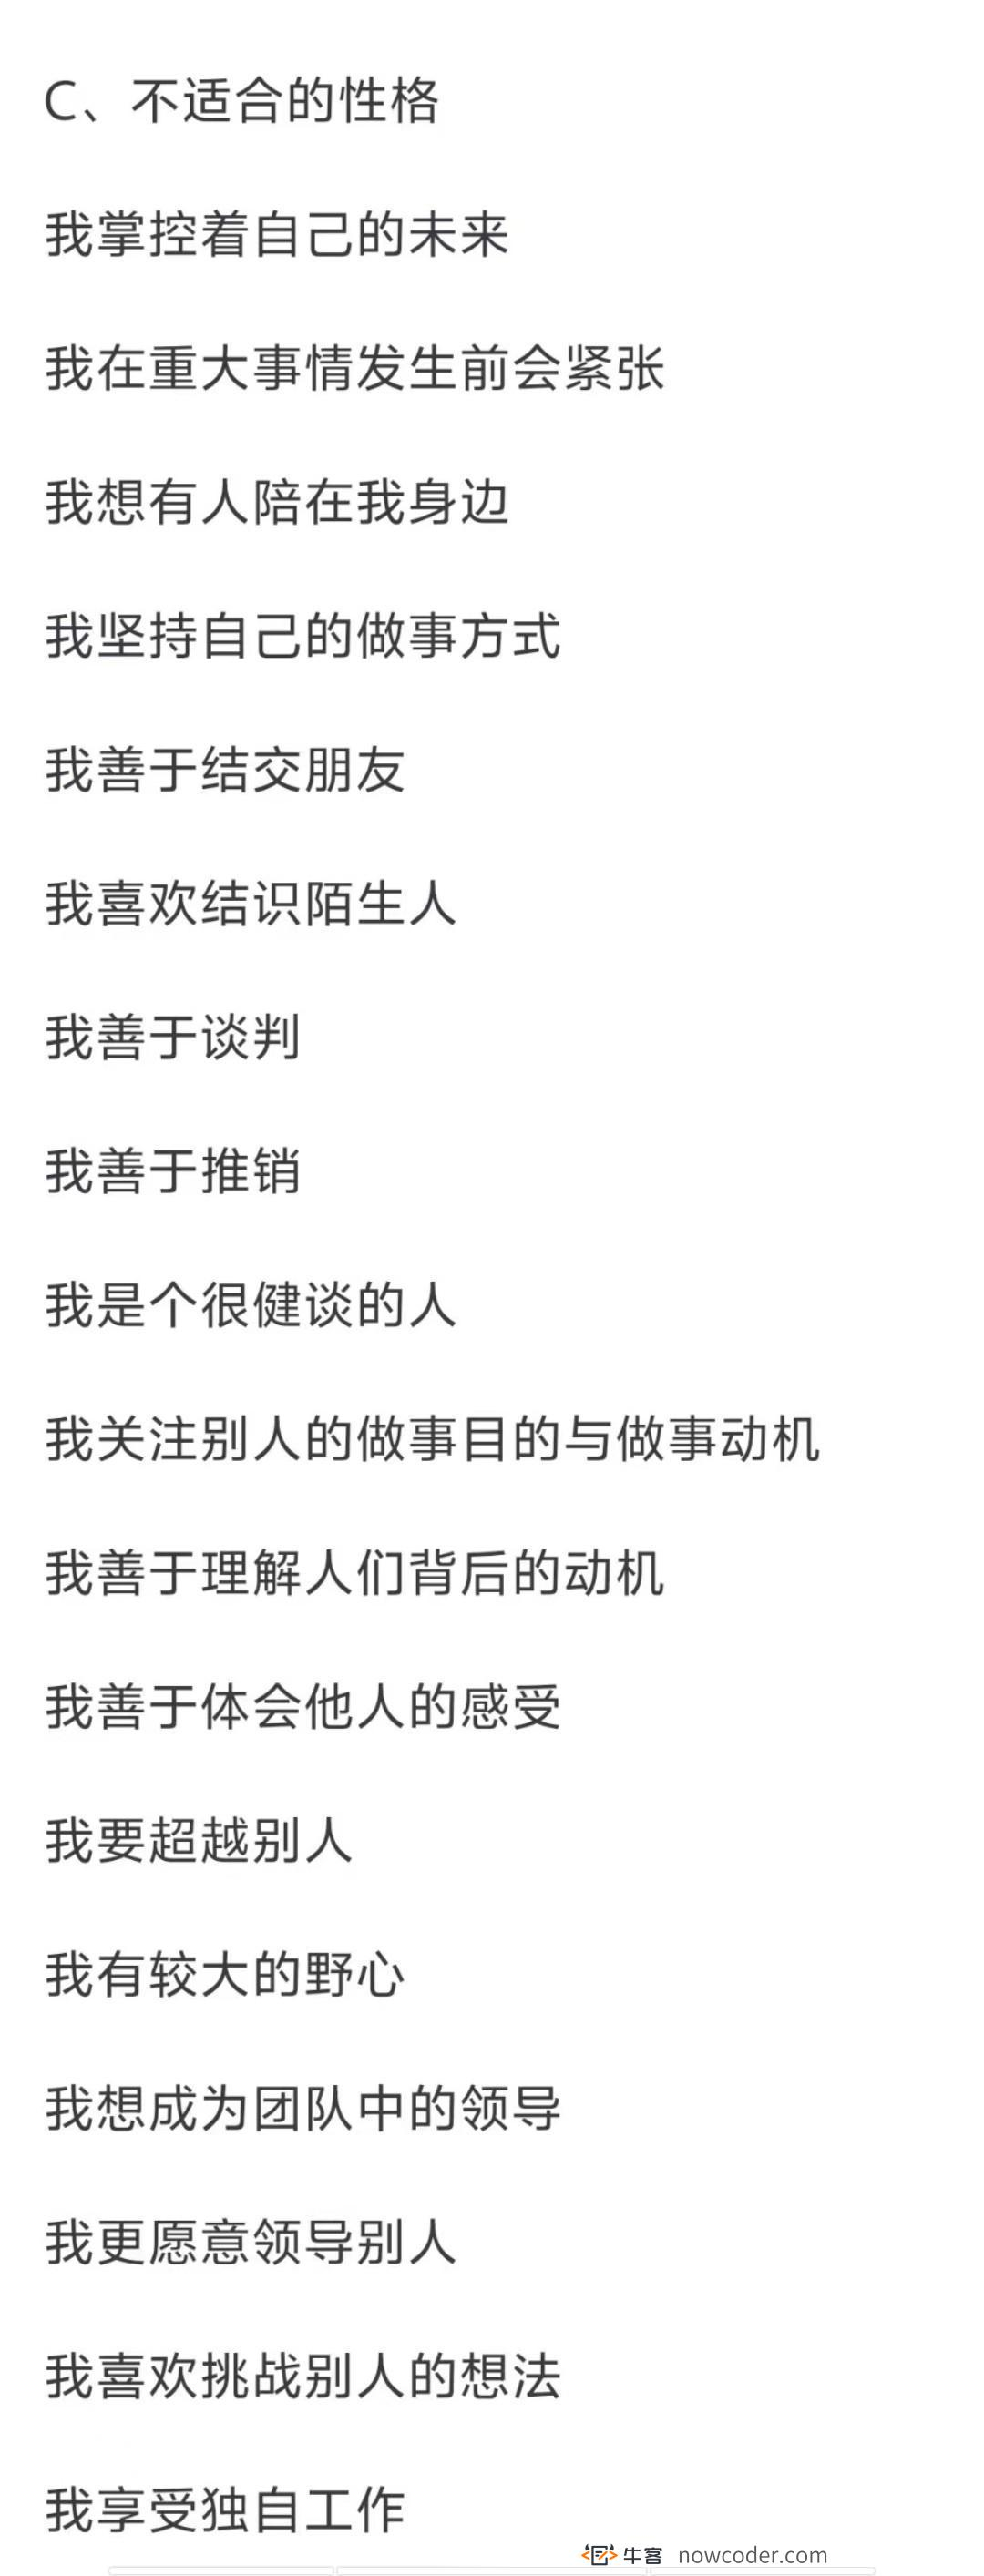 C、不适合的性格
我掌控着自己的未来
我在重大事情发生前会紧张
我想有人陪在我身边
我坚持自己的做事方式
我善于结交朋友
我喜欢结识陌生人
我善于谈判
我善于推销
我是个很健谈的人
我关注别人的做事目的与做事动机
我善于理解人们背后的动机
我善于体会他人的感受
我要超越别人
我有较大的野心
我想成为团队中的领导
我更愿意领导别人
我喜欢挑战别人的想法
我享受独自工作
牛客 nowcoder.com